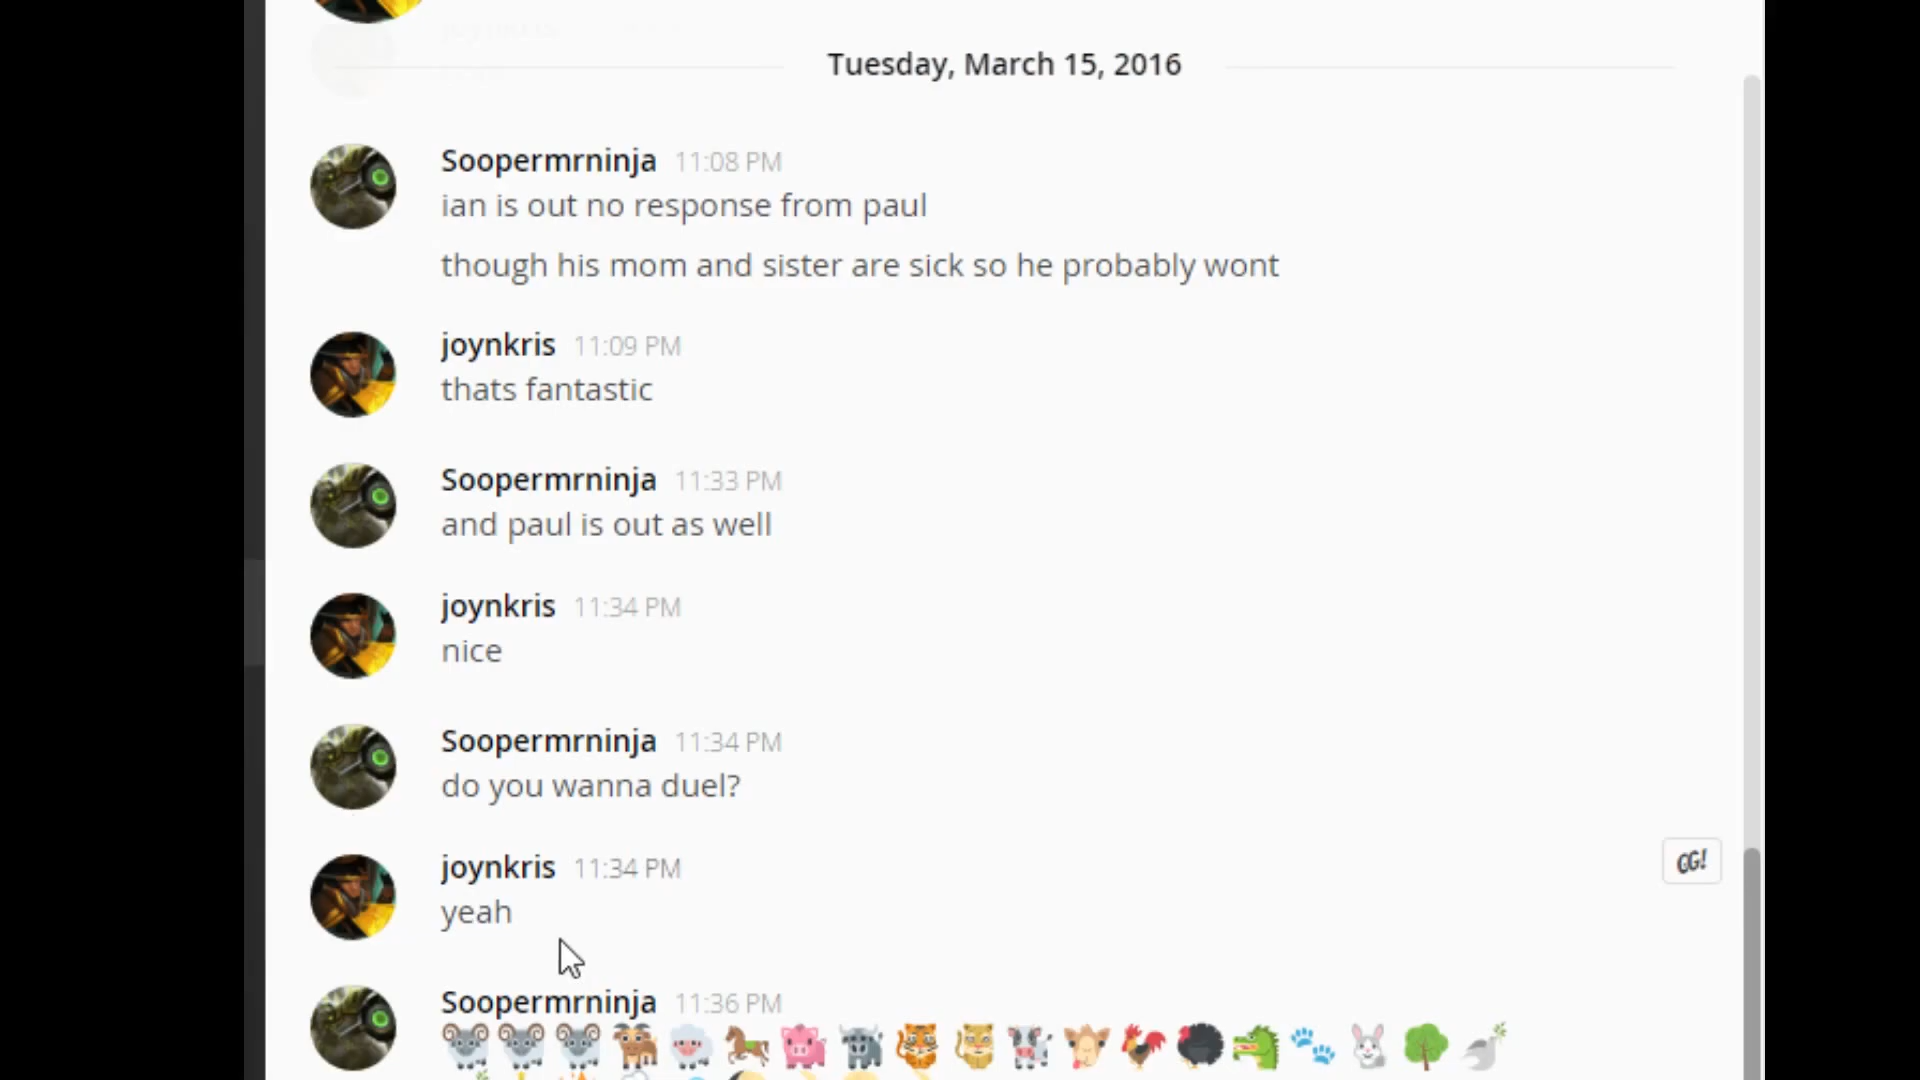 Tuesday, March 15, 2016
Soopermrninja 11:08 PM
ian is out no response from paul
though his mom and sister are sick so he probably wont
joynkris 11:09 PM
thats fantastic
Soopermrninja 11:33 PM
and paul is out as well
joynkris 11:34 PM
nice
Soopermrninja 11:34 PM
do you wanna duel?
joynkris 11:34 PM
yeah
GG!
Soopermrninja 11:36 PM